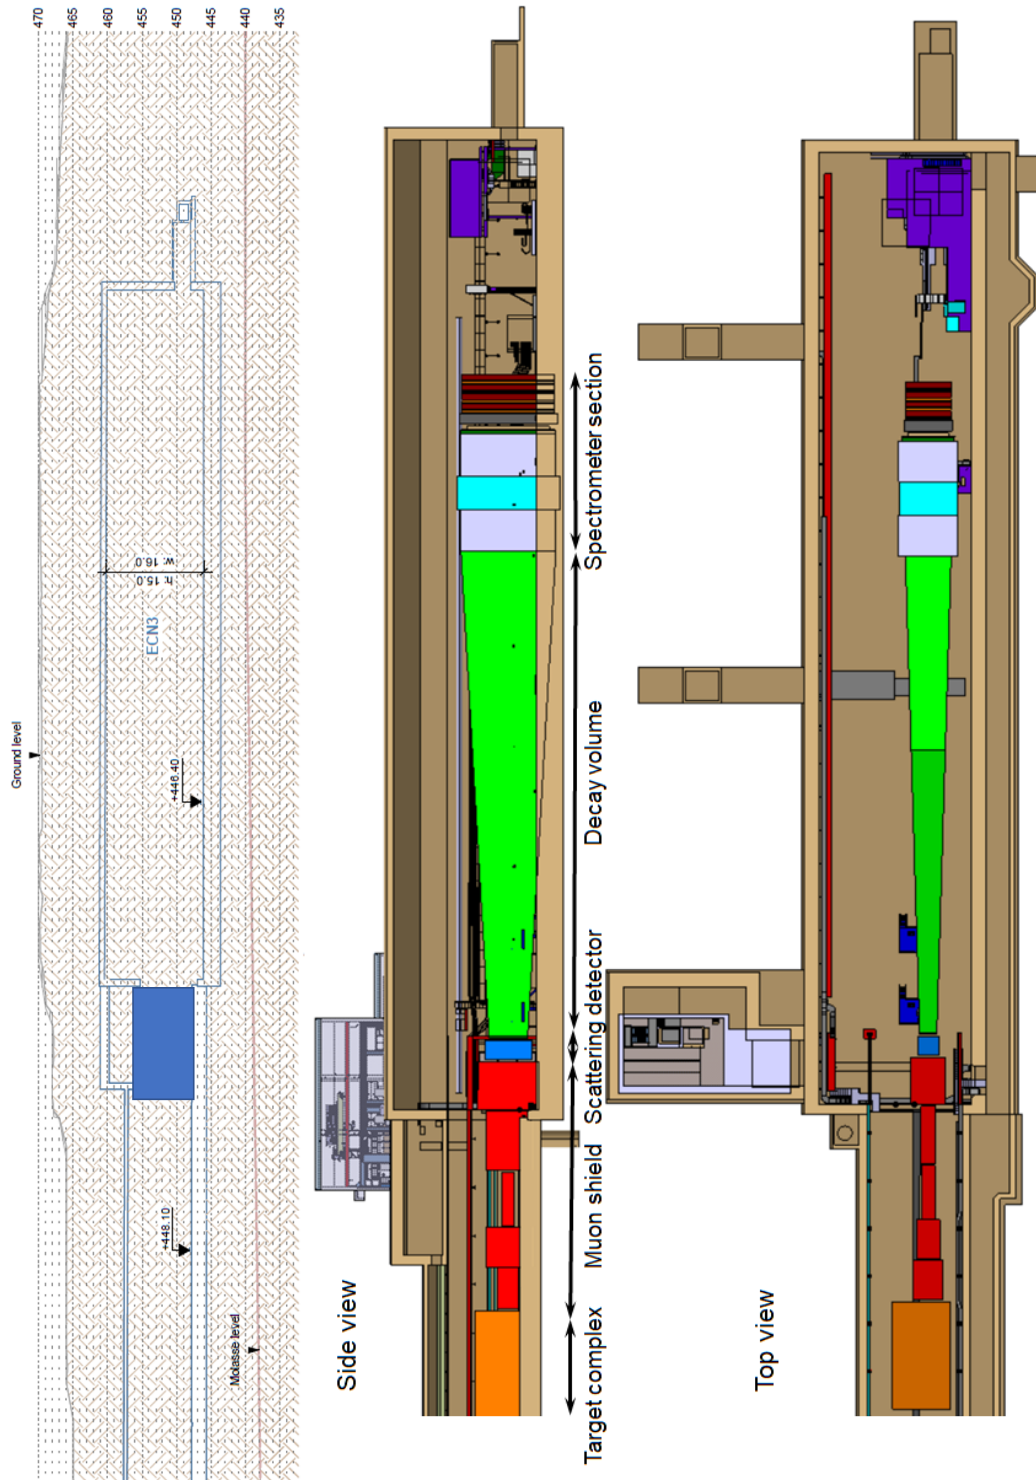 470
465
460
455
450
445
440
435
Ground level
h: 15.0
w: 16.0
ECN3
+446.40
+448.10
Molasse level
Side view
Target complex
Muon shield
Scattering detector
Decay volume
Spectrometer section
Top view